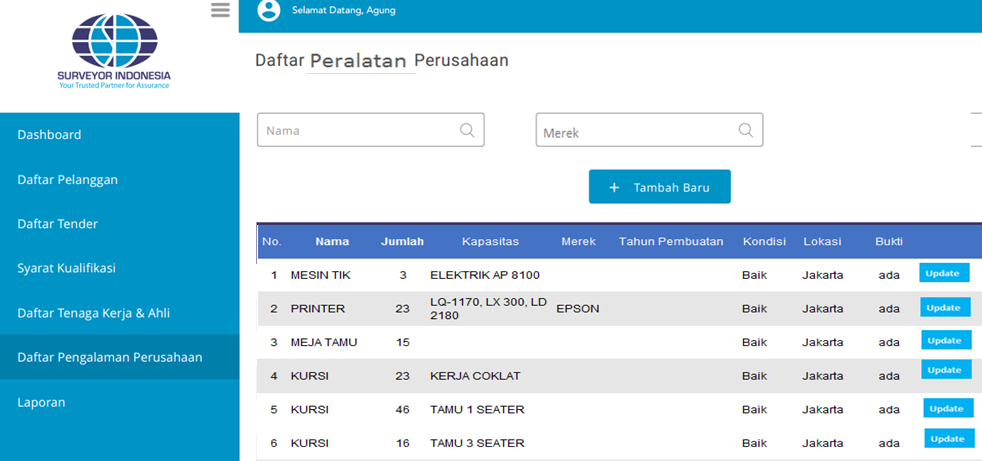 Selamat Datang, Agung
SURVEYOR INDONESIA
Your Trusted Partner for Assurance
Dashboard
Daftar Pelanggan
Daftar Tender
Syarat Kualifikasi
Daftar Tenaga Kerja & Ahli
Daftar Pengalaman Perusahaan
Laporan
Daftar Peralatan Perusahaan
Nama
Merek
+ Tambah Baru
No. Nama Jumlah Kapasitas Merek Tahun Pembuatan Kondisi Lokasi Bukti
1 MESIN TIK 3 ELEKTRIK AP 8100 Baik Jakarta ada Update
2 PRINTER 23 LQ-1170, LX 300, LD
2180 EPSON Baik Jakarta ada Update
3 MEJA TAMU 15 Baik Jakarta ada Update
4 KURSI 23 KERJA COKLAT Baik Jakarta ada Update
5 KURSI 46 TAMU 1 SEATER Baik Jakarta ada Update
6 KURSI 16 TAMU 3 SEATER Baik Jakarta ada Update